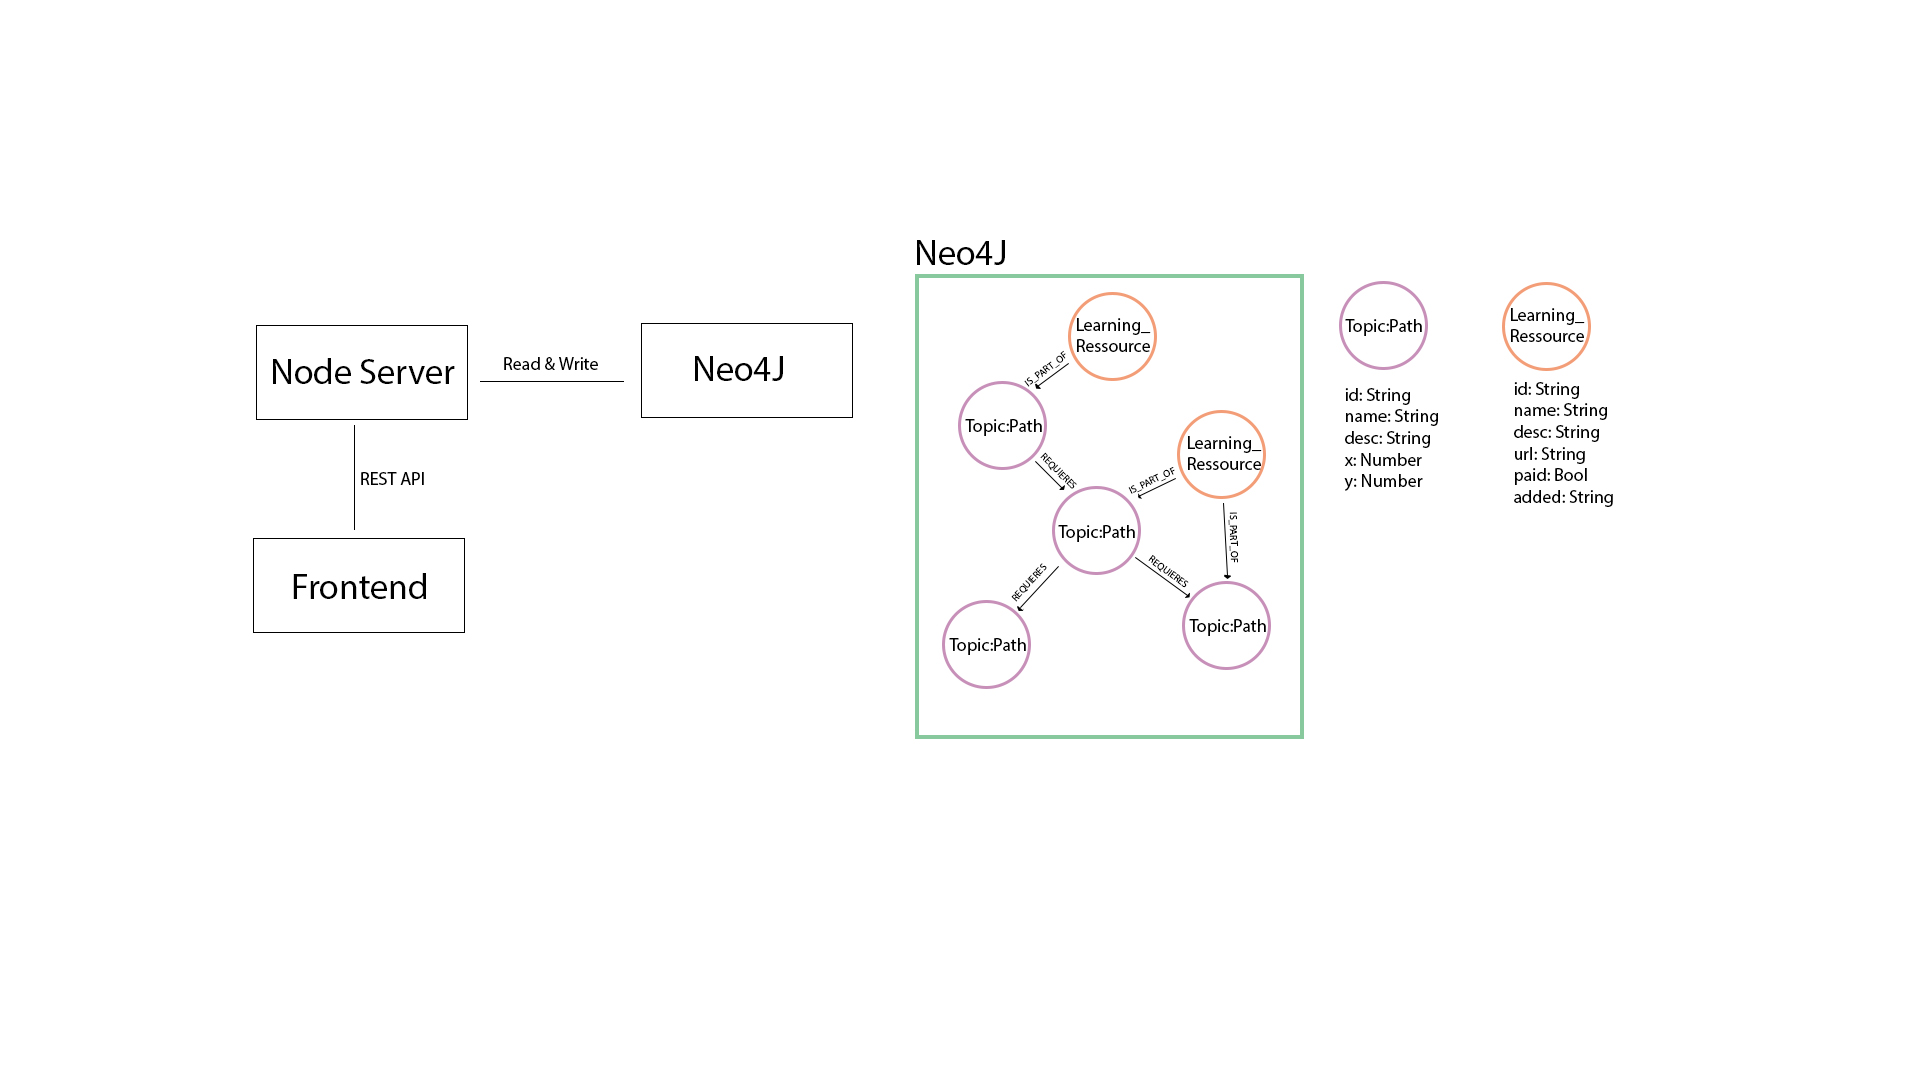 Node Server
Read & Write
Neo4J
REST API
Frontend
Neo4J
Learning_
Ressource
IS_PART_OF
Topic:Path
REQUIERES
Learning_
Ressource
IS_PART_OF
IS_PART_OF
Topic:Path
REQUIERES
REQUIERES
Topic:Path
Topic:Path
Topic:Path
id: String
name: String
desc: String
x: Number
y: Number
Learning_
Ressource
id: String
name: String
desc: String
url: String
paid: Bool
added: String